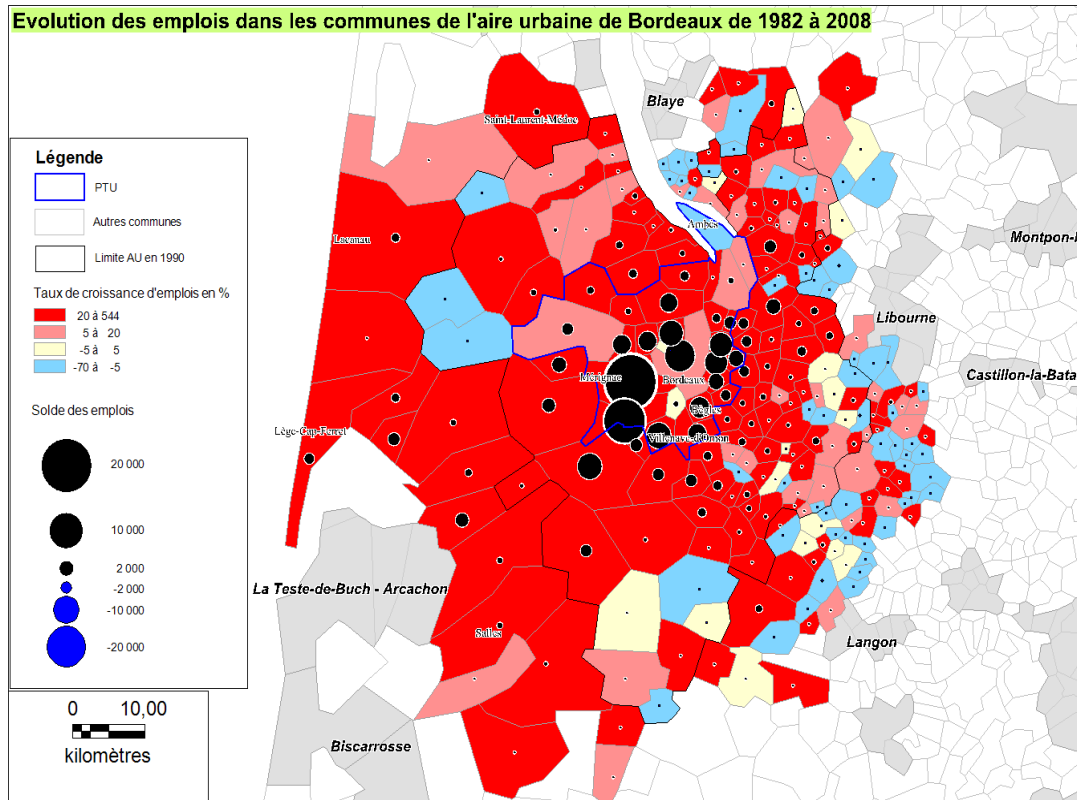 Evolution des emplois dans les communes de l'aire urbaine de Bordeaux de 1982 à 2008
Légende
PTU
Autres communes
Limite AU en 1990
Taux de croissance d'emplois en %
20 à 544
5 à 20
-5 à 5
-70 à -5
Solde des emplois
20 000
10 000
2 000
-2 000
-10 000
-20 000
0 10,00
kilomètres
Blaye
Saint-Laurent-Médoc
Ambès
Lacanau
Montpon-
Libourne
Castillon-la-Bata
Mérignac
Bordeaux
Bègles
Lège-Cap-Ferret
Villenave-d'Ornon
La Teste-de-Buch - Arcachon
Salles
Langon
Biscarrosse